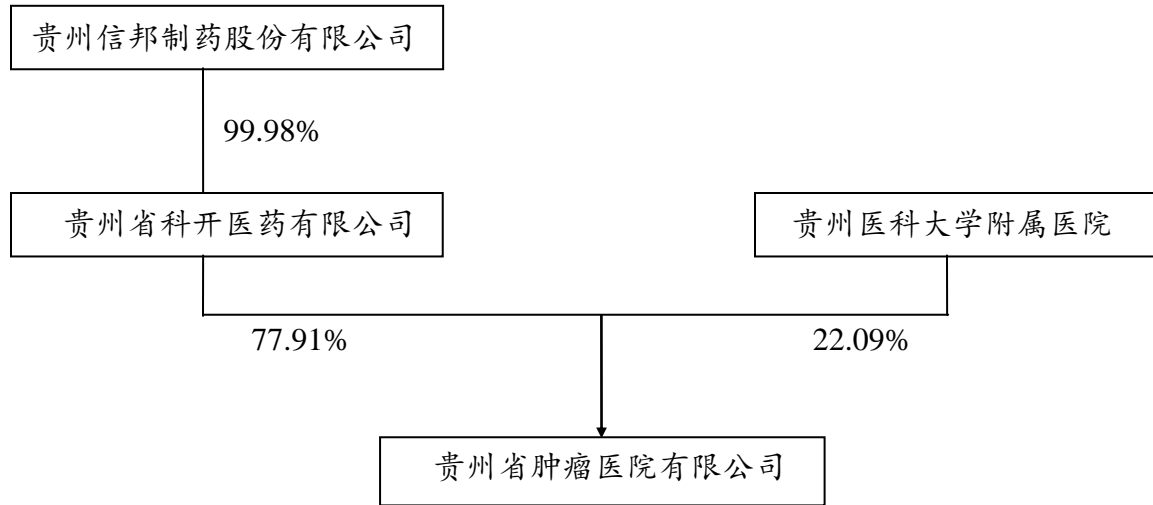 贵州信邦制药股份有限公司
99.98%
贵州省科开医药有限公司
贵州医科大学附属医院
77.91%
22.09%
贵州省肿瘤医院有限公司